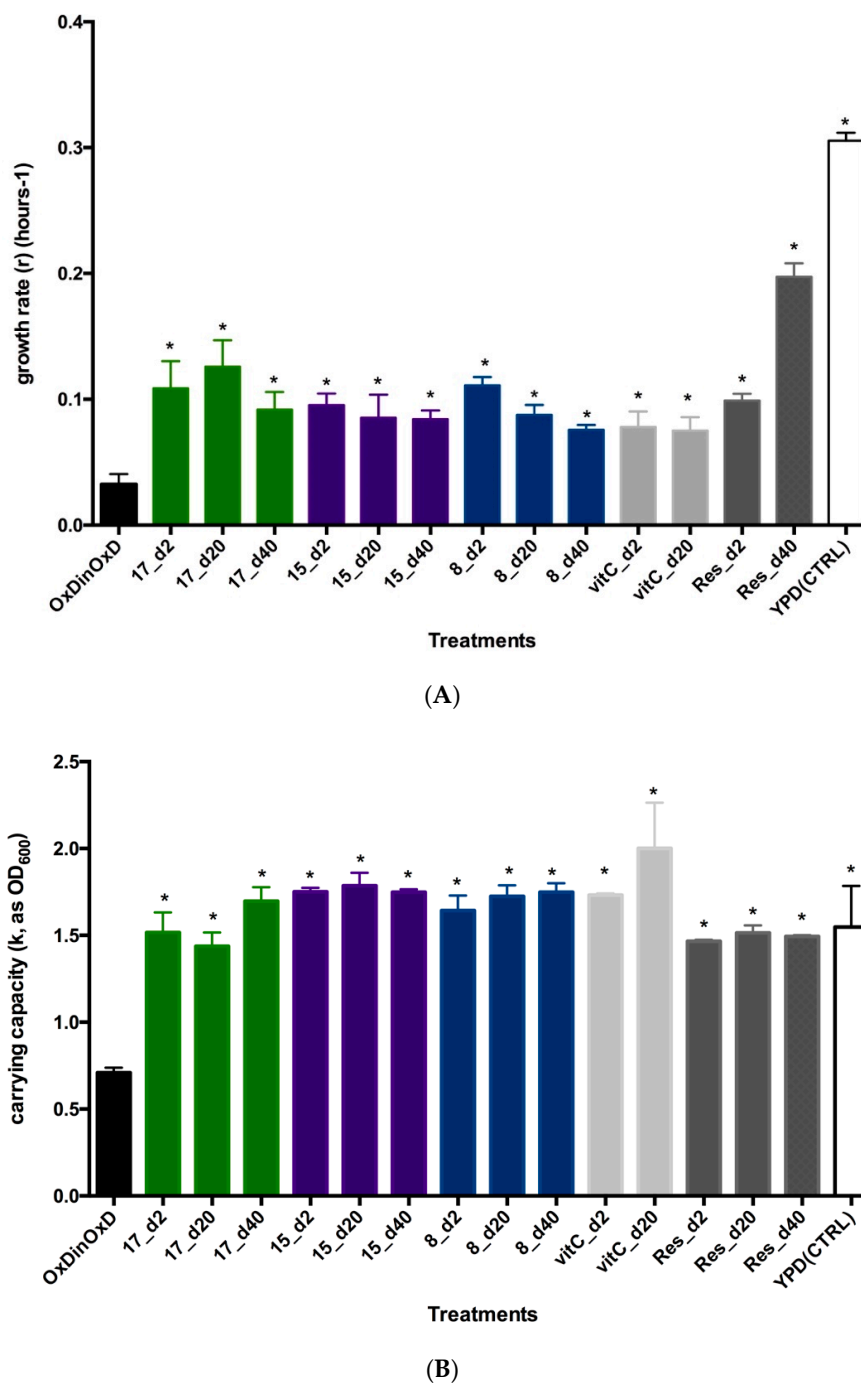 0.4
0.3
0.2
0.1
0.0
growth rate (r) (hours-1)
* * * * * * * * * * * * * *
OxDinOxD
17_d2
17_d20
17_d40
15_d2
15_d20
15_d40
8_d2
8_d20
8_d40
vitC_d2
vitC_d20
Res_d2
Res_d40
YPD(CTRL)
Treatments
(A)
2.5
2.0
1.5
1.0
0.5
0.0
carrying capacity (k, as OD600)
* * * * * * * * * * * * * * *
OxDinOxD
17_d2
17_d20
17_d40
15_d2
15_d20
15_d40
8_d2
8_d20
8_d40
vitC_d2
vitC_d20
Res_d2
Res_d20
Res_d40
YPD(CTRL)
Treatments
(B)